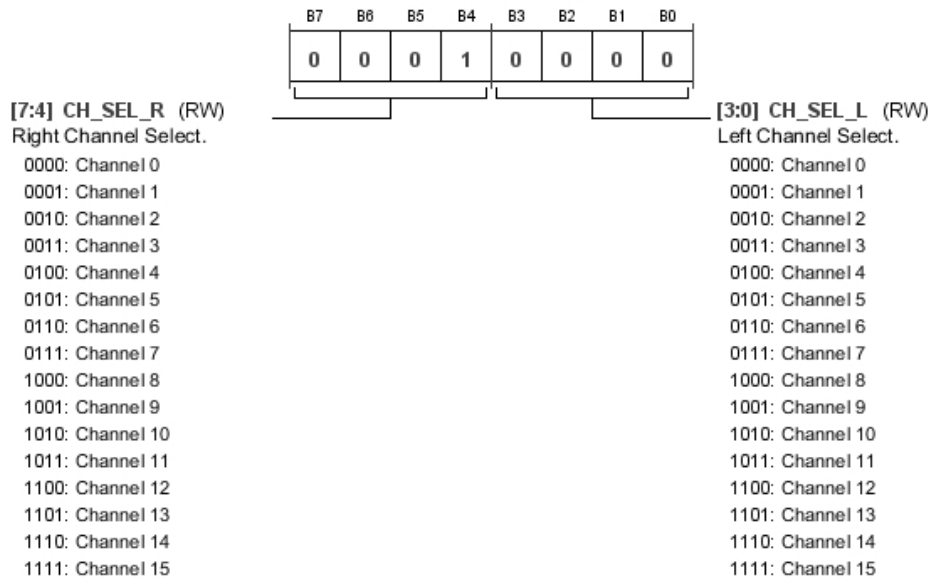 B7 B6 B5 B4 B3 B2 B1 B0
0 0 0 1 0 0 0 0
[7:4] CH_SEL_R (RW)
Right Channel Select.
0000: Channel 0
0001: Channel 1
0010: Channel 2
0011: Channel 3
0100: Channel 4
0101: Channel 5
0110: Channel 6
0111: Channel 7
1000: Channel 8
1001: Channel 9
1010: Channel 10
1011: Channel 11
1100: Channel 12
1101: Channel 13
1110: Channel 14
1111: Channel 15
[3:0] CH_SEL_L (RW)
Left Channel Select.
0000: Channel 0
0001: Channel 1
0010: Channel 2
0011: Channel 3
0100: Channel 4
0101: Channel 5
0110: Channel 6
0111: Channel 7
1000: Channel 8
1001: Channel 9
1010: Channel 10
1011: Channel 11
1100: Channel 12
1101: Channel 13
1110: Channel 14
1111: Channel 15